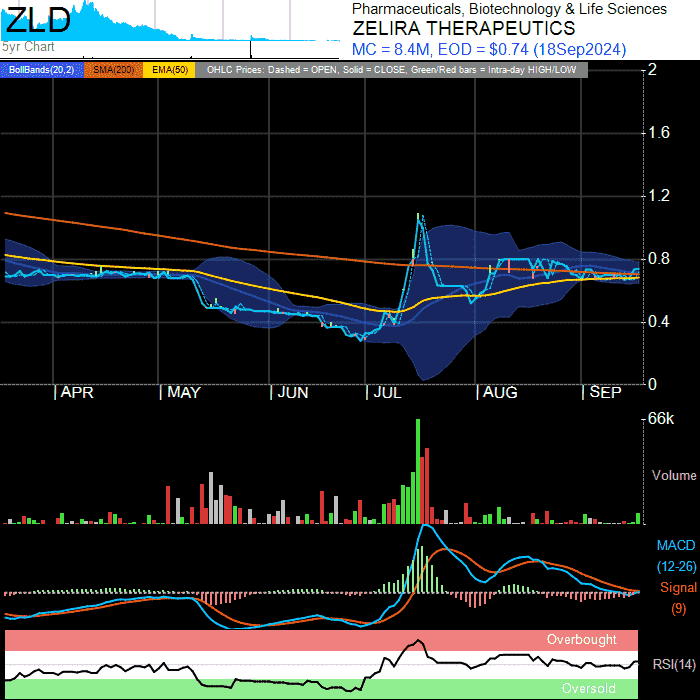 ZLD
5yr Chart
Pharmaceuticals, Biotechnology & Life Sciences
ZELIRA THERAPEUTICS
MC = 8.4M, EOD = $0.74 (18Sep2024)
BollBands(20,2) SMA(200) EMA(50) OHLC Prices: Dashed = OPEN, Solid = CLOSE, Green/Red bars = Intra-day HIGH/LOW
2
1.6
1.2
0.8
0.4
0
APR MAY JUN JUL AUG SEP
66k
Volume
MACD
(12-26)
Signal
(9)
Overbought
RSI(14)
Oversold